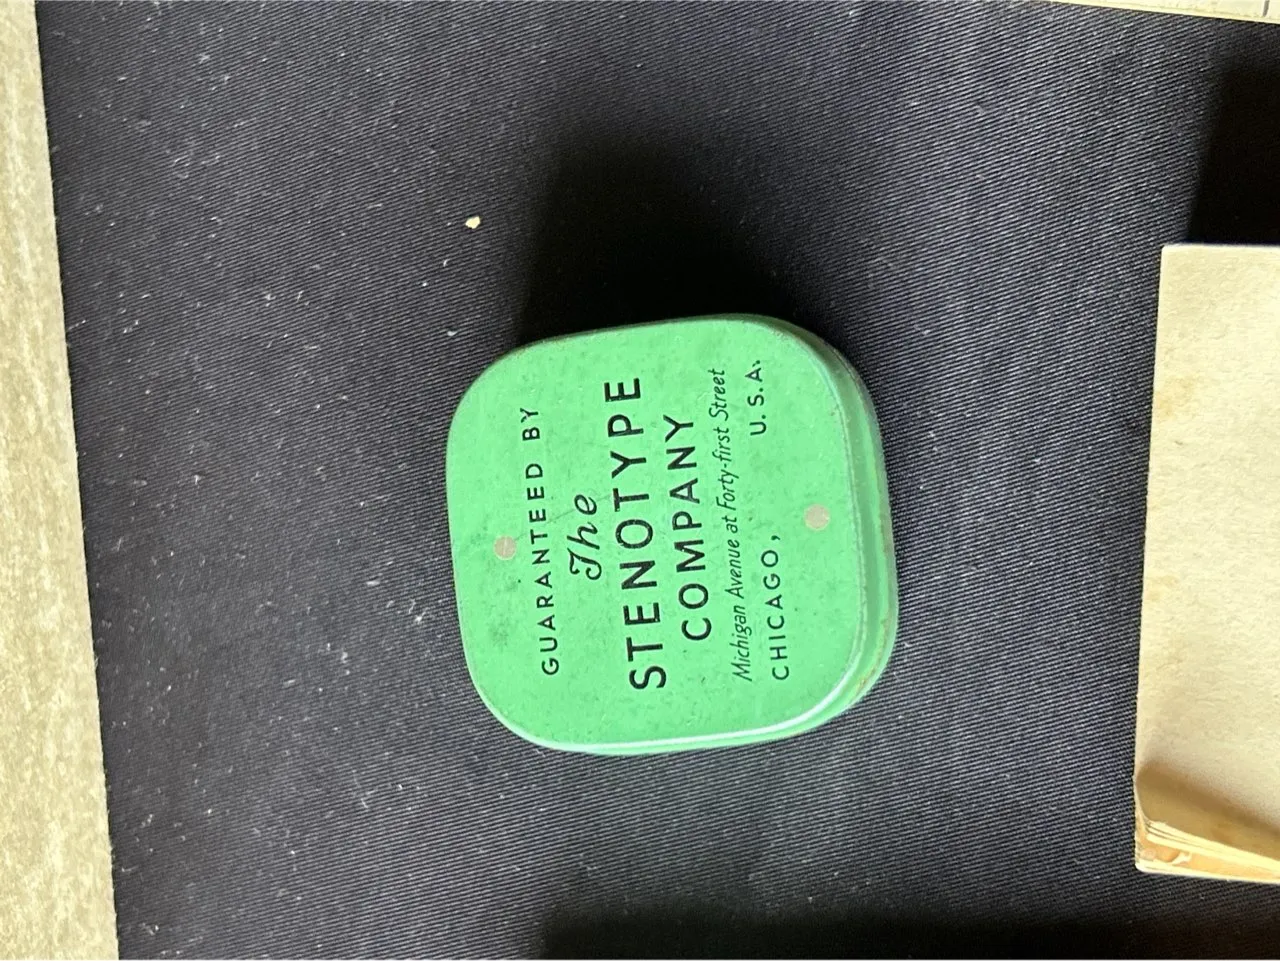 GUARANTEED BY
The
STENOTYPE
COMPANY
Michigan Avenue at Forty-first Street
CHICAGO, U. S. A.